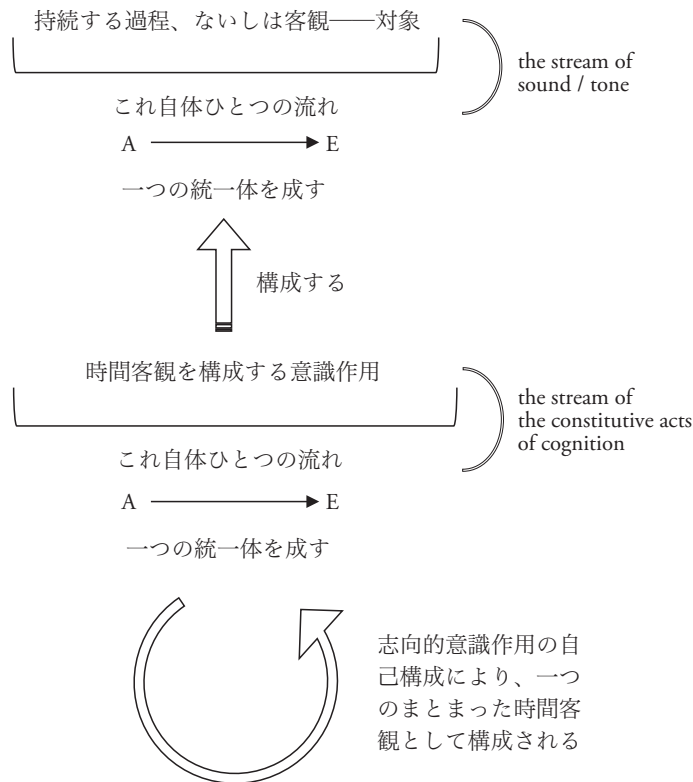 持続する過程、ないしは客観──対象
the stream of
sound / tone
これ自体ひとつの流れ
A E
一つの統一体を成す
構成する
時間客観を構成する意識作用
the stream of
the constitutive acts
of cognition
これ自体ひとつの流れ
A E
一つの統一体を成す
志向的意識作用の自
己構成により、一つ
のまとまった時間客
観として構成される